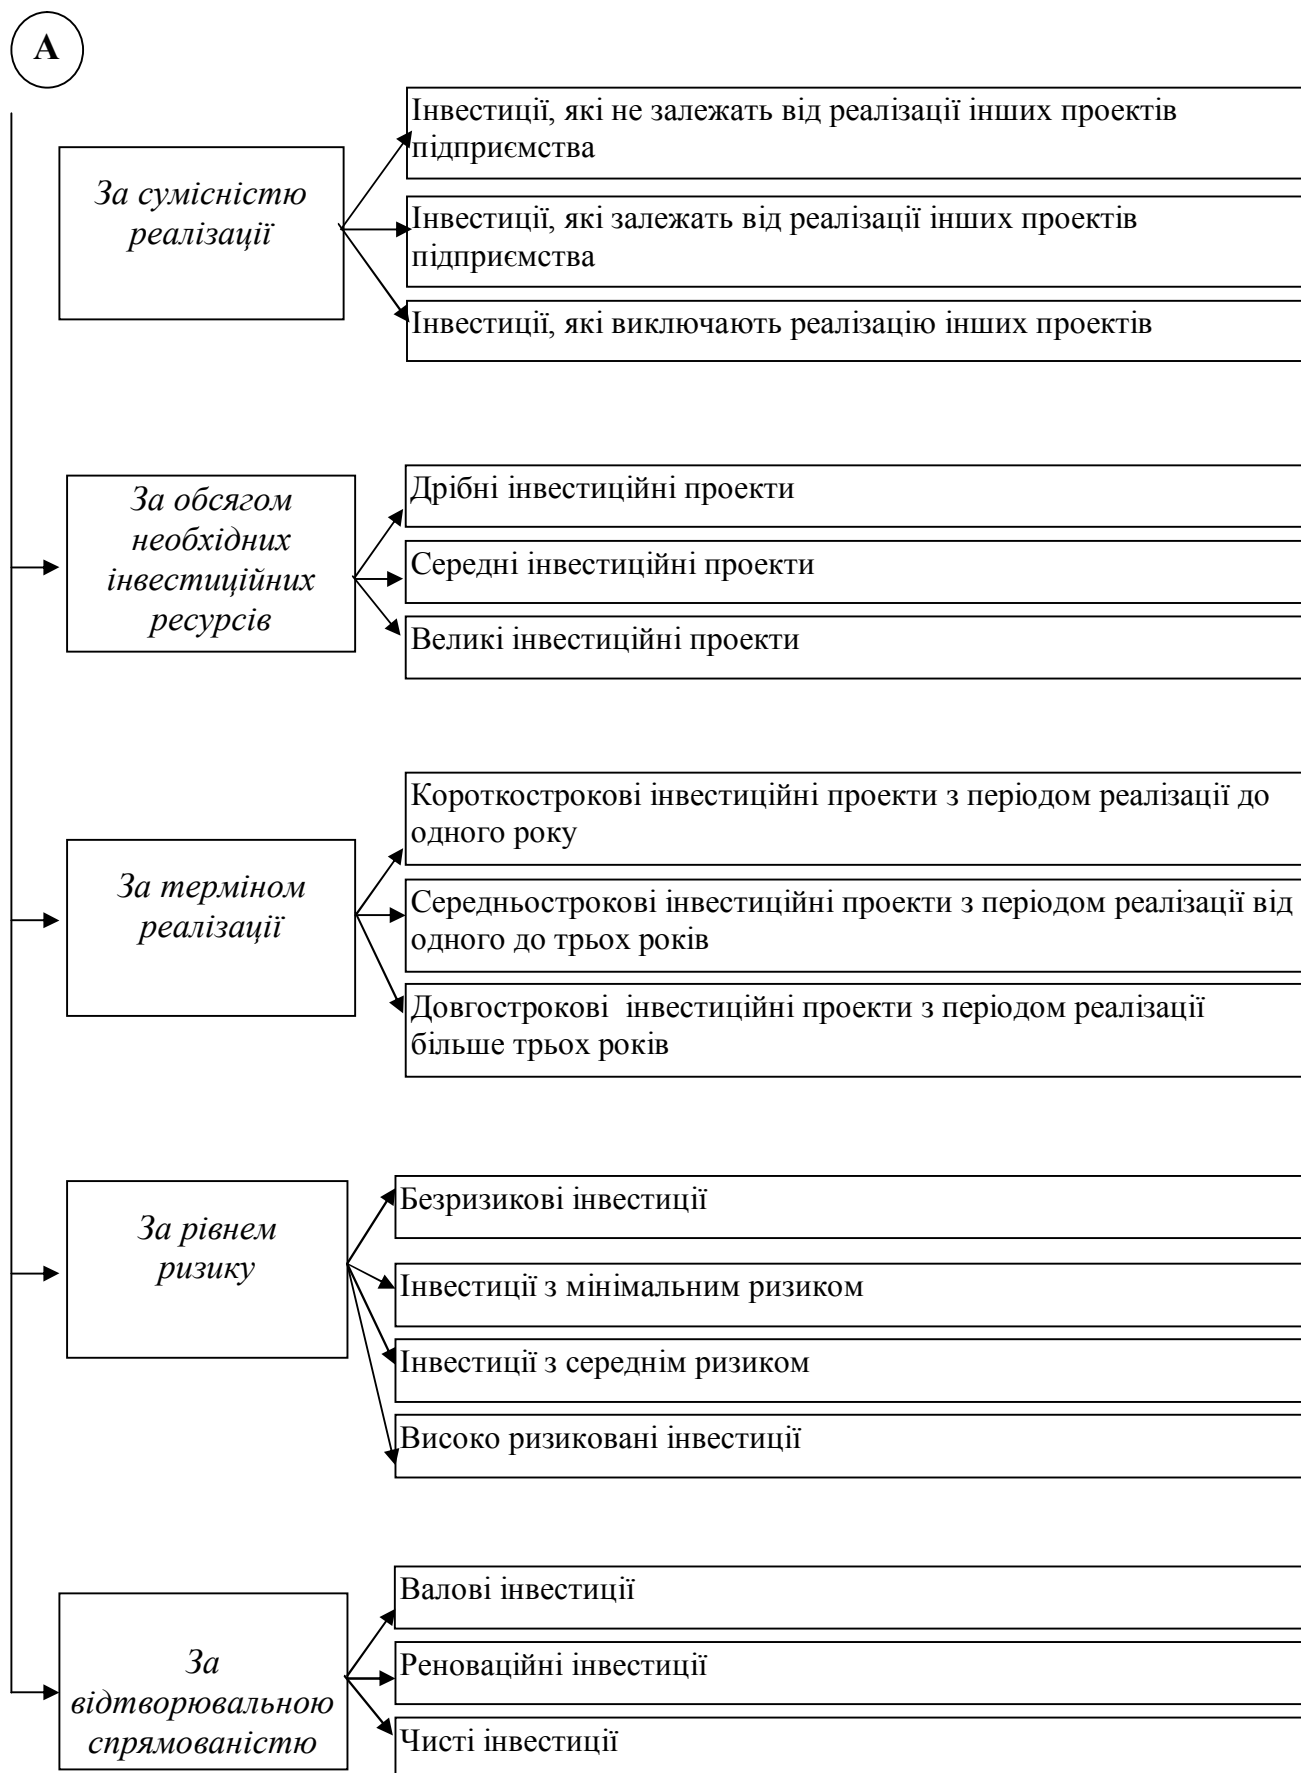 А
За сумісністю
реалізації
Інвестиції, які не залежать від реалізації інших проектів
підприємства
Інвестиції, які залежать від реалізації інших проектів
підприємства
Інвестиції, які виключають реалізацію інших проектів
За обсягом
необхідних
інвестиційних
ресурсів
Дрібні інвестиційні проекти
Середні інвестиційні проекти
Великі інвестиційні проекти
За терміном
реалізації
Короткострокові інвестиційні проекти з періодом реалізації до
одного року
Середньострокові інвестиційні проекти з періодом реалізації від
одного до трьох років
Довгострокові  інвестиційні проекти з періодом реалізації
більше трьох років
За рівнем
ризику
Безризикові інвестиції
Інвестиції з мінімальним ризиком
Інвестиції з середнім ризиком
Високо ризиковані інвестиції
За
відтворювальною
спрямованістю
Валові інвестиції
Реноваційні інвестиції
Чисті інвестиції